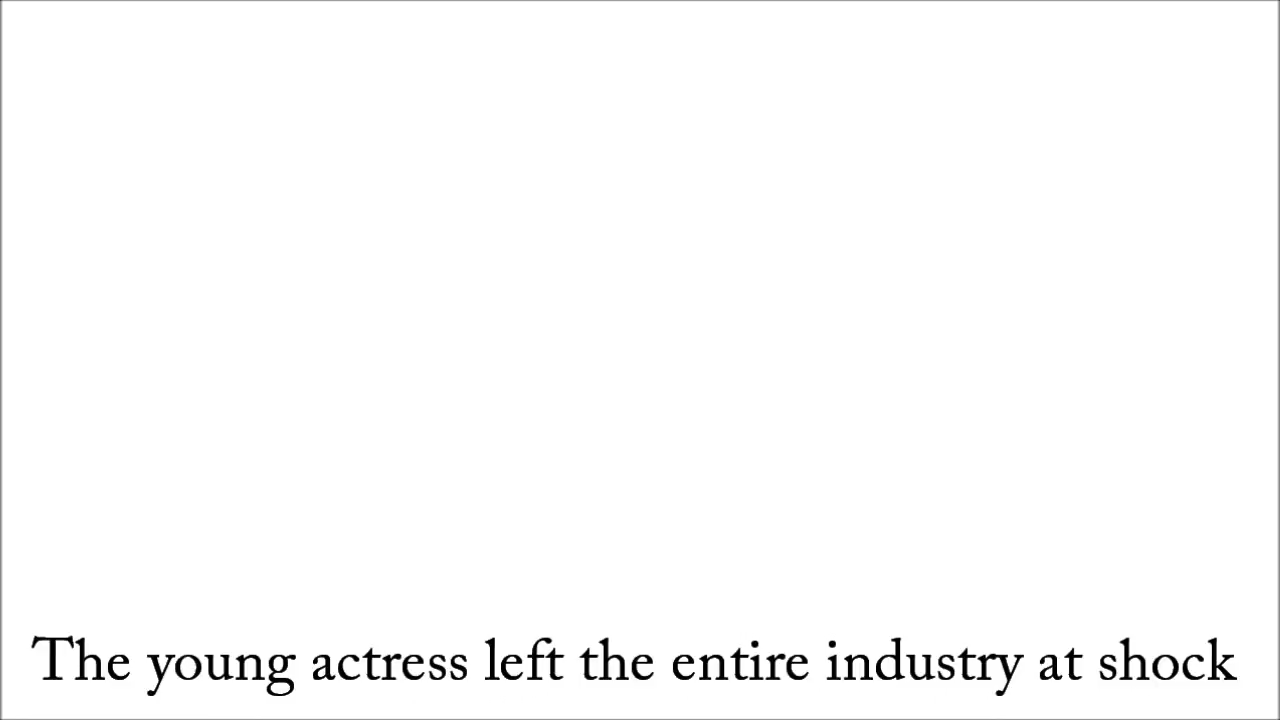 The young actress left the entire industry at shock